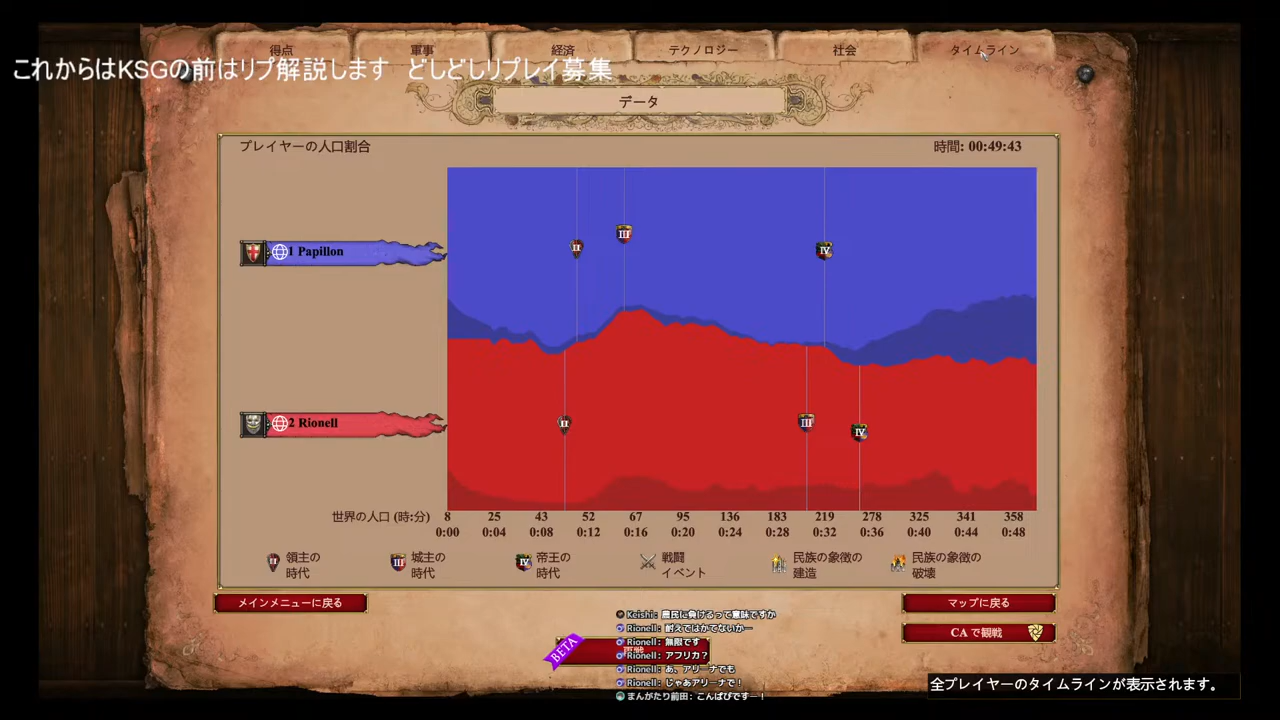 得点 軍事 経済 テクノロジー 社会 タイムライン
これからはKSGの前はリプ解説します どしどしリプレイ募集
データ
プレイヤーの人口割合 時間: 00:49:43
II III IV
1 Papillon
2 Rionell
II III IV
世界の人口 (時:分) 8 25 43 52 67 95 136 183 219 278 325 341 358
0:00 0:04 0:08 0:12 0:16 0:20 0:24 0:28 0:32 0:36 0:40 0:44 0:48
II 領主の時代
III 城主の時代
IV 帝王の時代
戦闘イベント
民族の象徴の建造
民族の象徴の破壊
メインメニューに戻る マップに戻る
CA で観戦
BETA
Keishi: 農民に負けるって意味ですか
Rionell: 耐えではかてないかー
Rionell: 無限です
Rionell: アフリカ?
Rionell: あ、アリーナでも
Rionell: じゃあアリーナで!
まんがたり前田: こんぱぴですー!
全プレイヤーのタイムラインが表示されます。